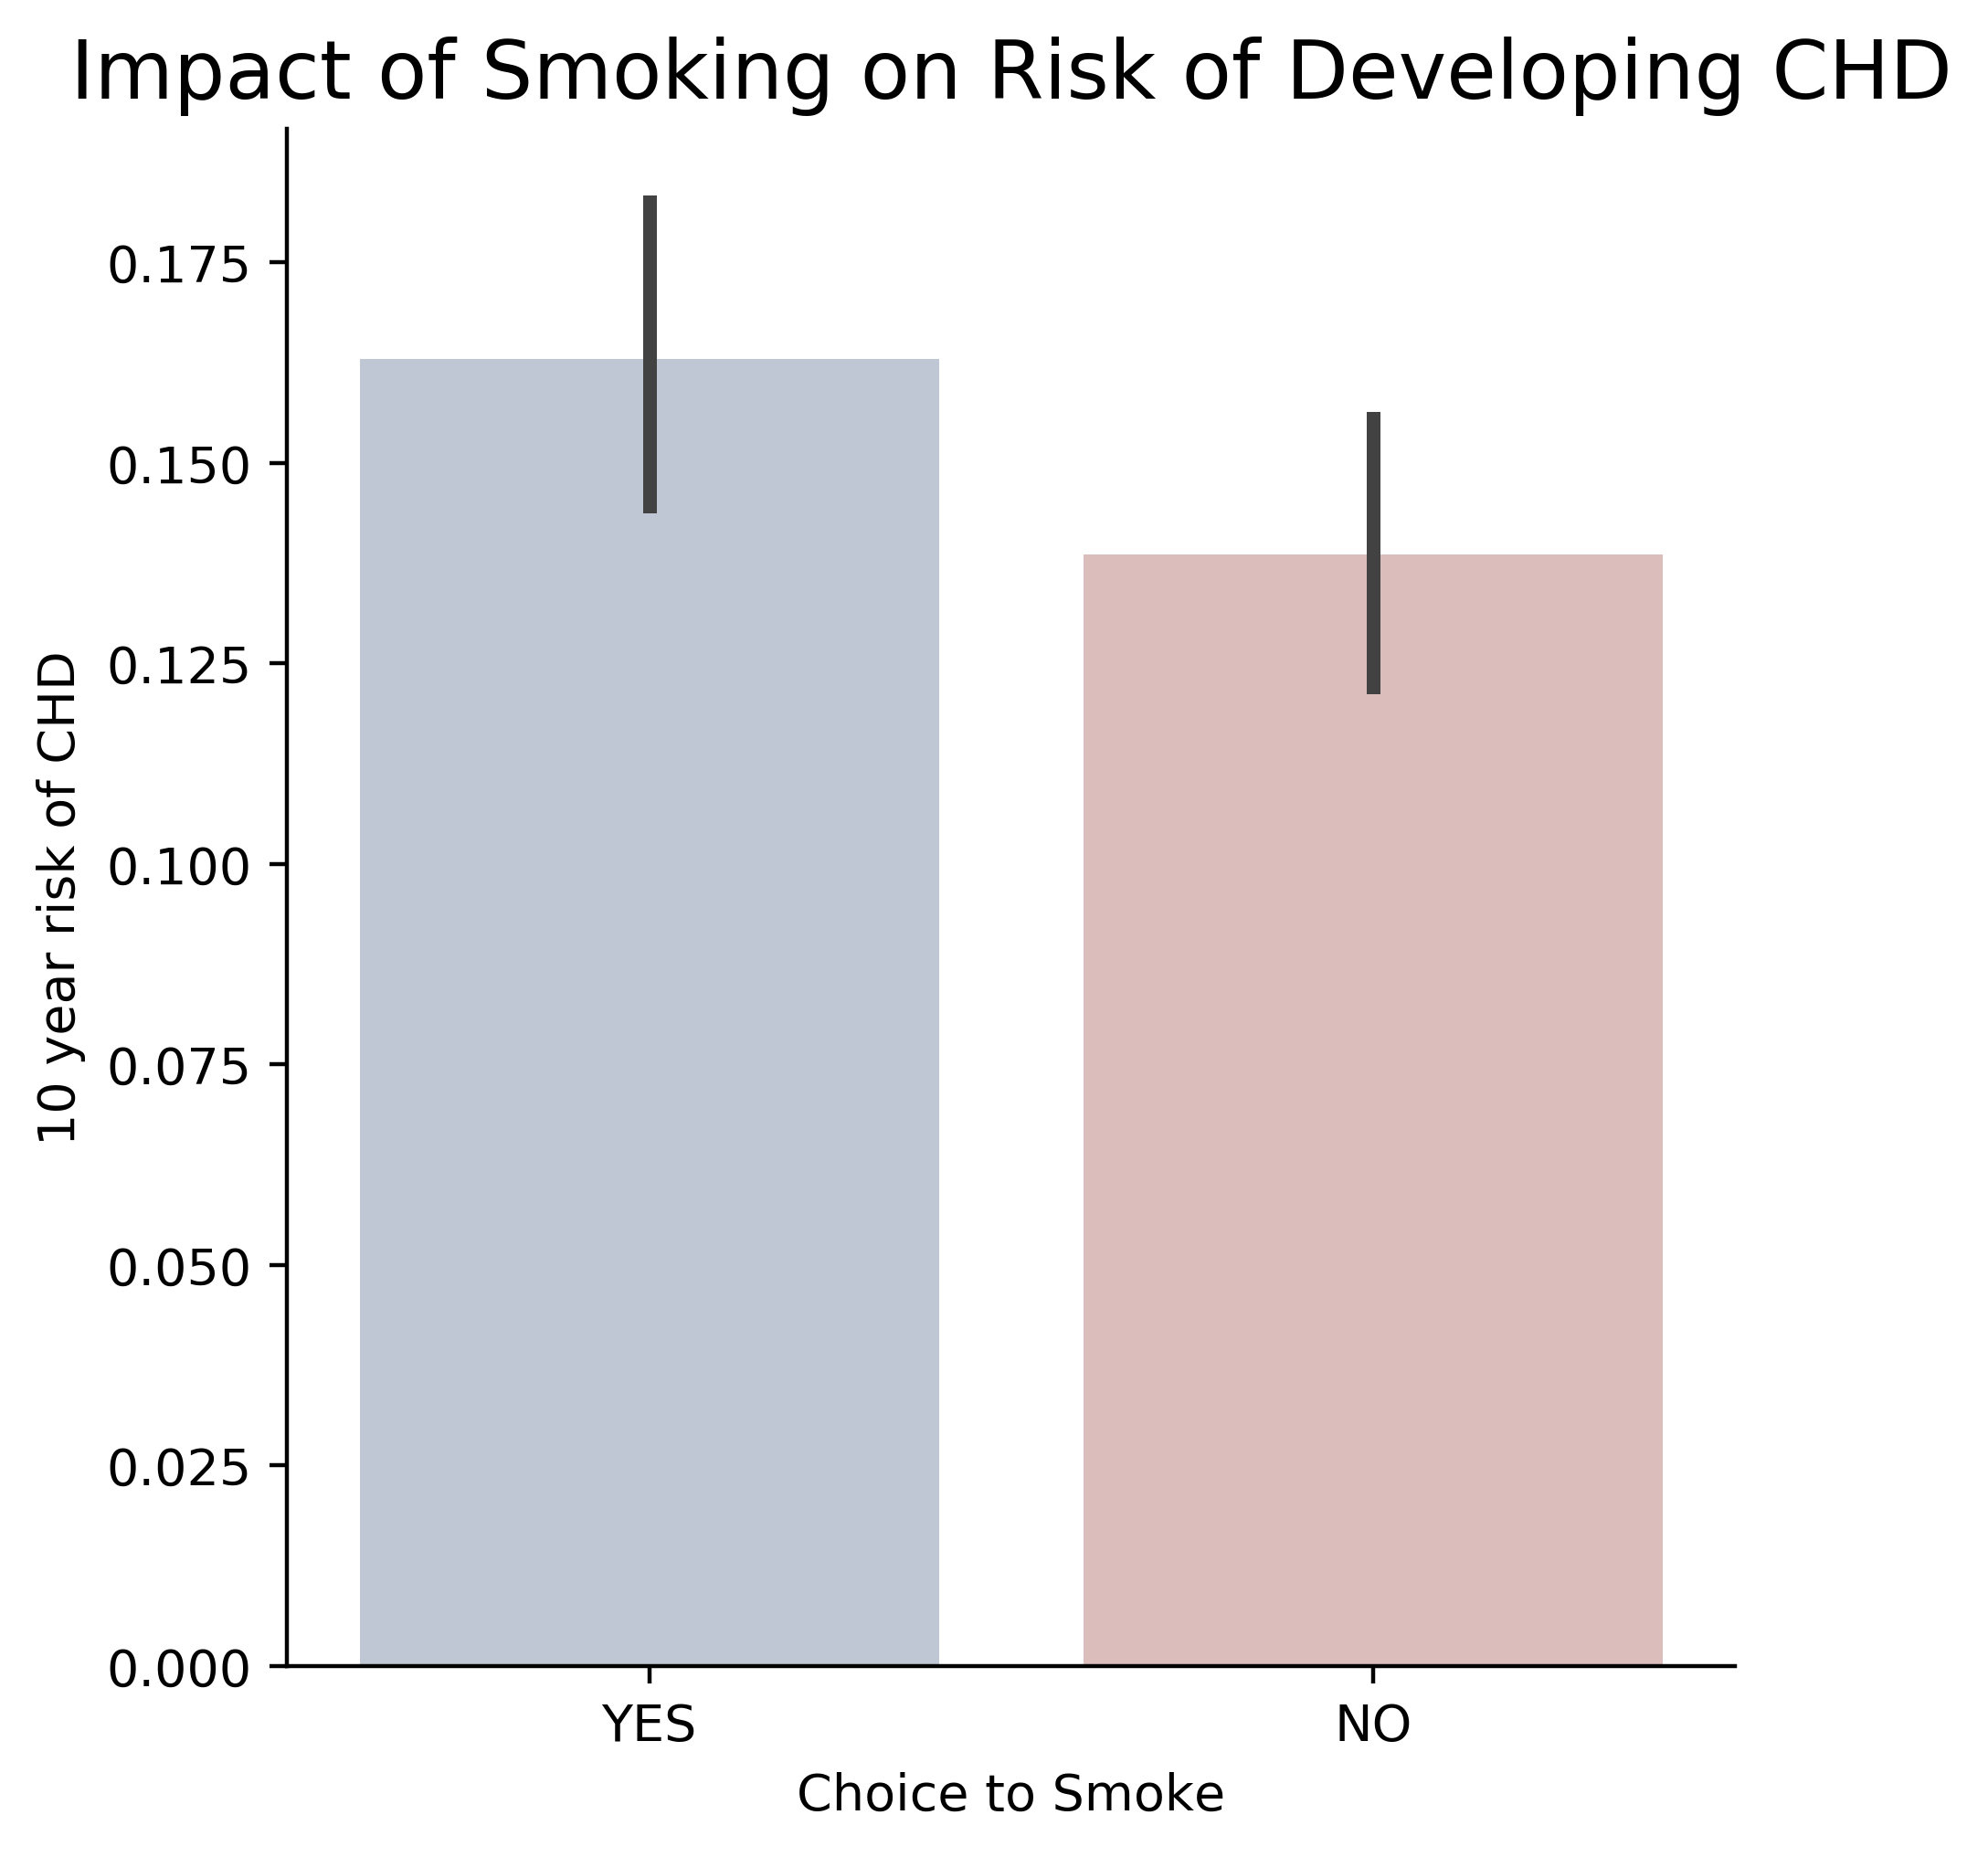 Impact of Smoking on Risk of Developing CHD
0.175
0.150
0.125
0.100
0.075
0.050
0.025
0.000
10 year risk of CHD
YES
NO
Choice to Smoke